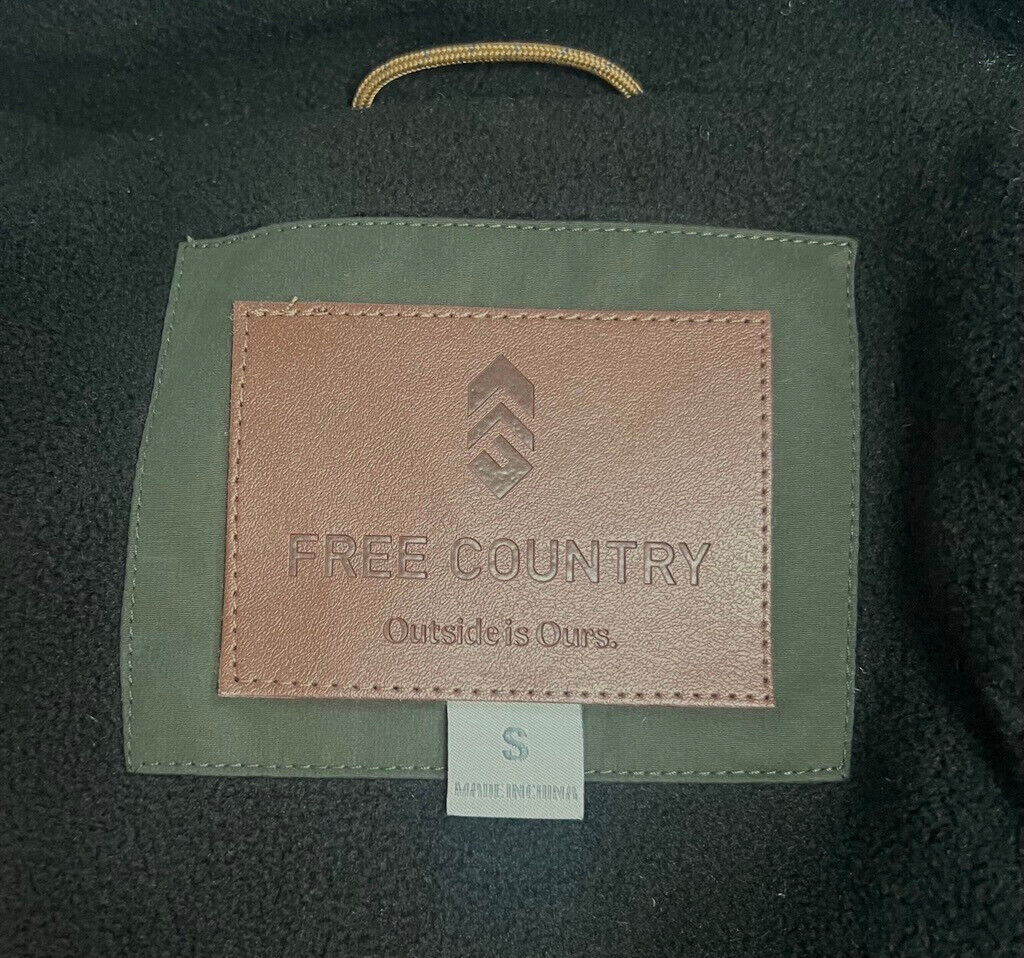 FREE COUNTRY
Outside is Ours.
S
MADE IN CHINA